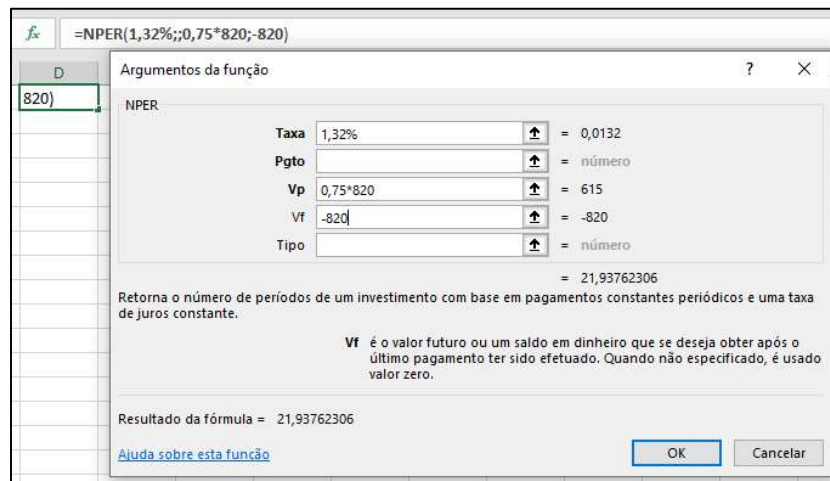 fx =NPER(1,32%;;0,75*820;-820)
D
820)
Argumentos da função ? ×
NPER
Taxa 1,32% = 0,0132
Pgto = número
Vp 0,75*820 = 615
Vf -820 = -820
Tipo = número
= 21,93762306
Retorna o número de períodos de um investimento com base em pagamentos constantes periódicos e uma taxa
de juros constante.
Vf é o valor futuro ou um saldo em dinheiro que se deseja obter após o
último pagamento ter sido efetuado. Quando não especificado, é usado
valor zero.
Resultado da fórmula = 21,93762306
Ajuda sobre esta função
OK Cancelar